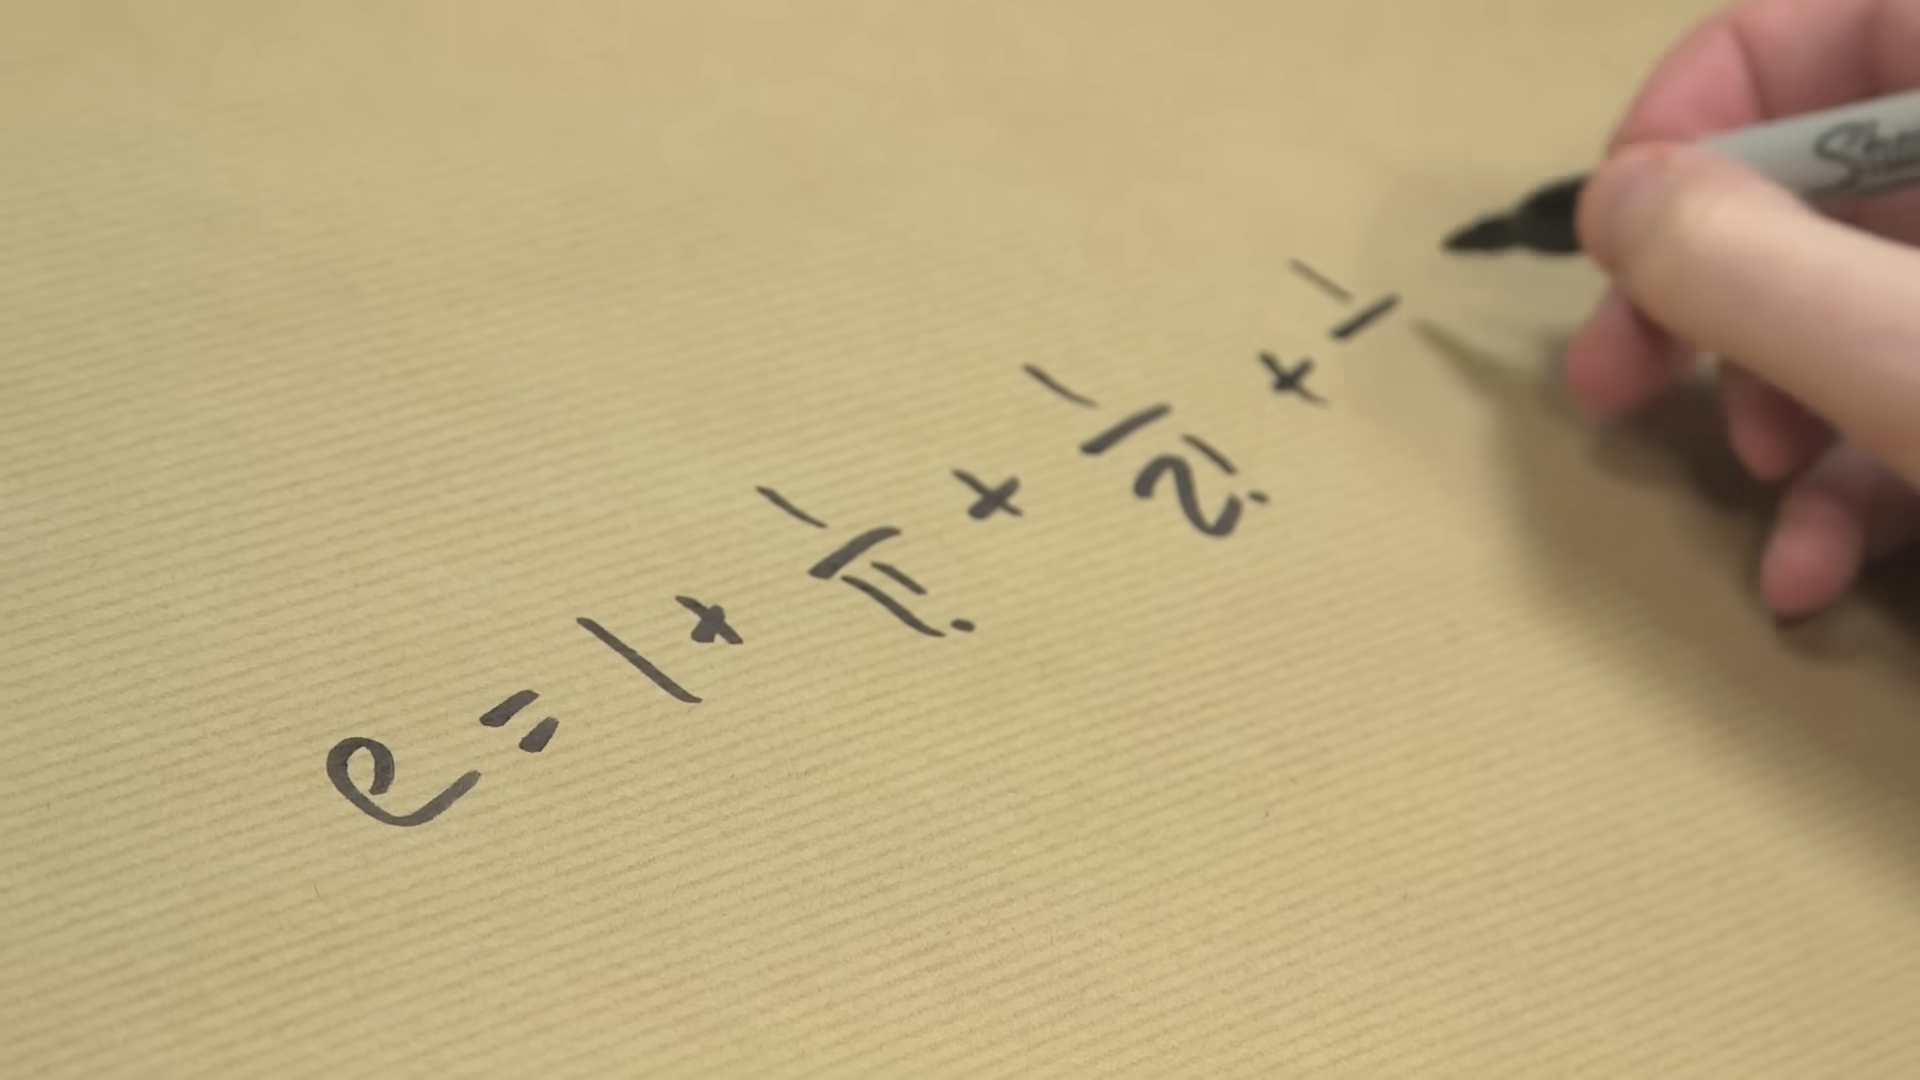 e = 1 + 1/1! + 1/2! + 1/